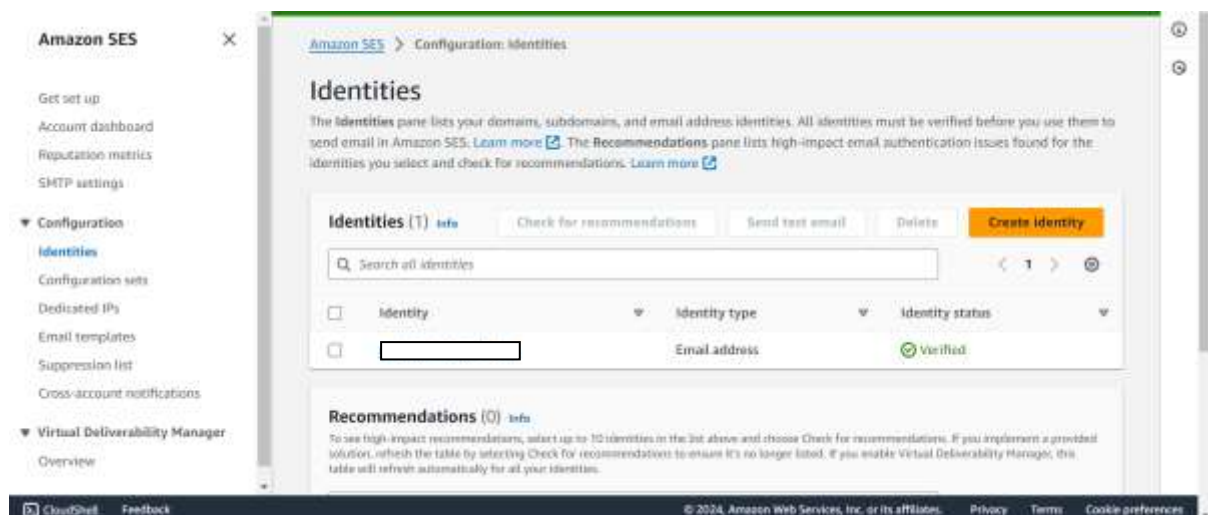 Amazon SES
Get set up
Account dashboard
Reputation metrics
SMTP settings
Configuration
Identities
Configuration sets
Dedicated IPs
Email templates
Suppression list
Cross-account notifications
Virtual Deliverability Manager
Overview
Amazon SES > Configuration: Identities
Identities
The Identities pane lists your domains, subdomains, and email address identities. All identities must be verified before you use them to
send email in Amazon SES. Learn more The Recommendations pane lists high-impact email authentication issues found for the
identities you select and check for recommendations. Learn more
Identities (1) Info Check for recommendations Send test email Delete Create identity
Search all identities < 1 >
Identity Identity type Identity status
Email address Verified
Recommendations (0) Info
To see high-impact recommendations, select up to 10 identities in the list above and choose Check for recommendations. If you implement a provided
solution, refresh the table by selecting Check for recommendations to ensure it's no longer listed. If you enable Virtual Deliverability Manager, this
table will refresh automatically for all your identities.
CloudShell Feedback © 2024, Amazon Web Services, Inc. or its affiliates. Privacy Terms Cookie preferences